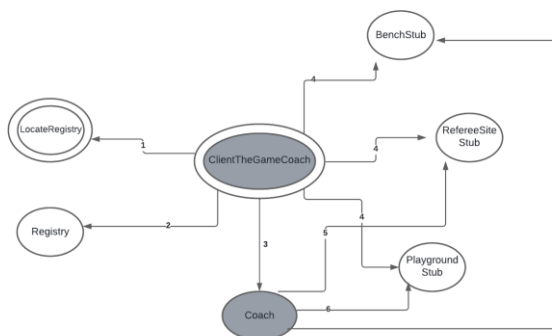 BenchStub
4
LocateRegistry
1
ClientTheGameCoach
RefereeSite
Stub
4
Registry
2
3
4
5
Playground
Stub
Coach
6